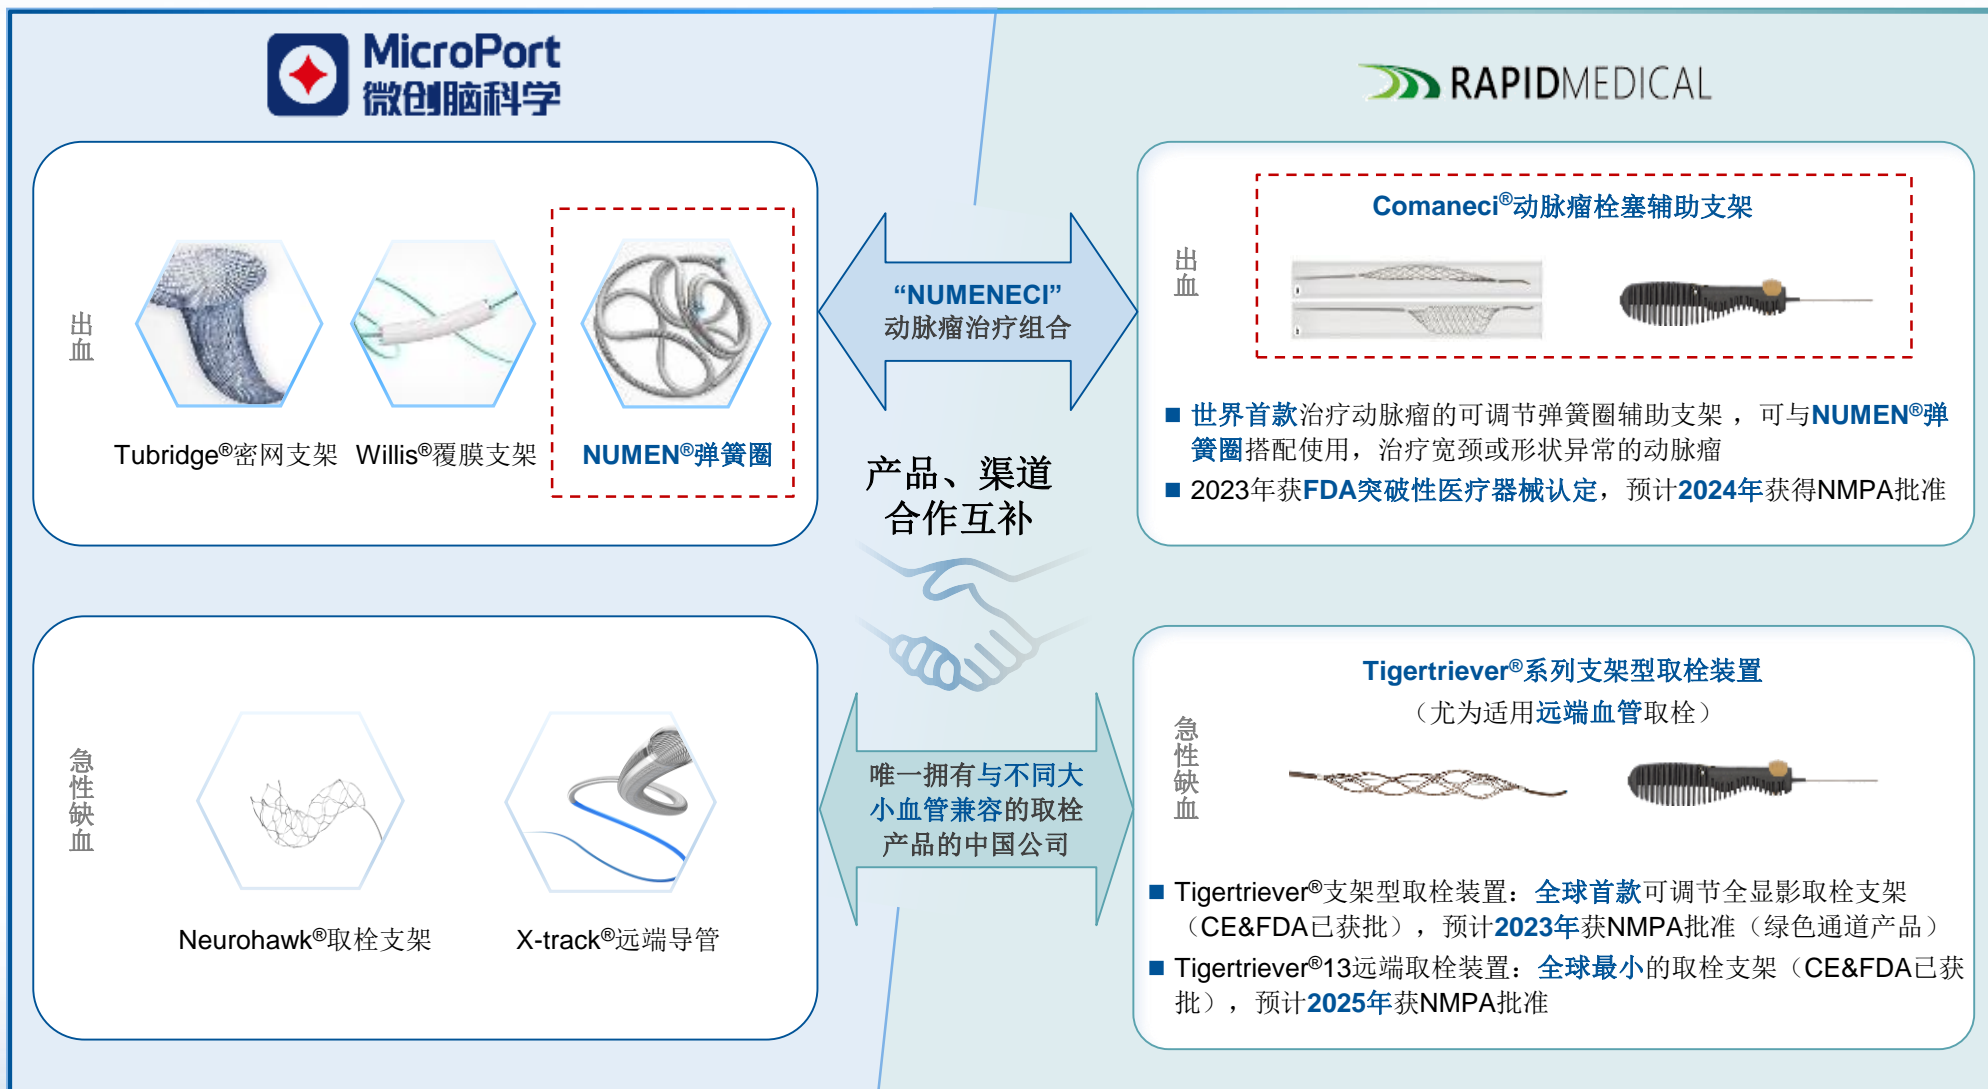 MicroPort
微创脑科学
RAPIDMEDICAL
出血
Tubridge®密网支架
Willis®覆膜支架
NUMEN®弹簧圈
“NUMENECI”
动脉瘤治疗组合
出血
Comaneci®动脉瘤栓塞辅助支架
■ 世界首款治疗动脉瘤的可调节弹簧圈辅助支架，可与NUMEN®弹
簧圈搭配使用，治疗宽颈或形状异常的动脉瘤
■ 2023年获FDA突破性医疗器械认定，预计2024年获得NMPA批准
产品、渠道
合作互补
急性缺血
Neurohawk®取栓支架
X-track®远端导管
唯一拥有与不同大
小血管兼容的取栓
产品的中国公司
急性缺血
Tigertriever®系列支架型取栓装置
（尤为适用远端血管取栓）
■ Tigertriever®支架型取栓装置：全球首款可调节全显影取栓支架
（CE&FDA已获批），预计2023年获NMPA批准（绿色通道产品）
■ Tigertriever®13远端取栓装置：全球最小的取栓支架（CE&FDA已获
批），预计2025年获NMPA批准